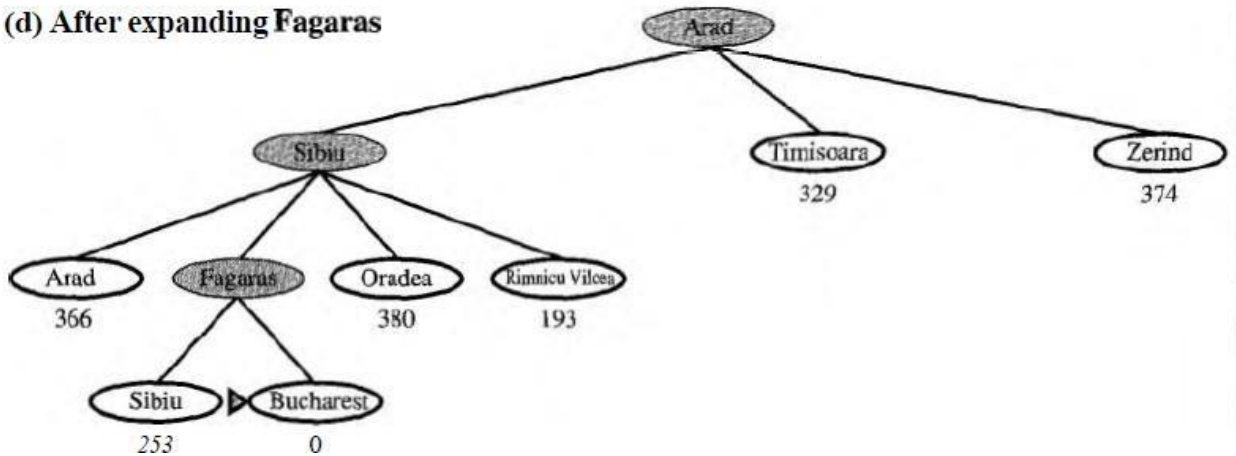 (d) After expanding Fagaras
Arad
Sibiu Timisoara Zerind
329 374
Arad Fagaras Oradea Rimnicu Vilcea
366 380 193
Sibiu Bucharest
253 0